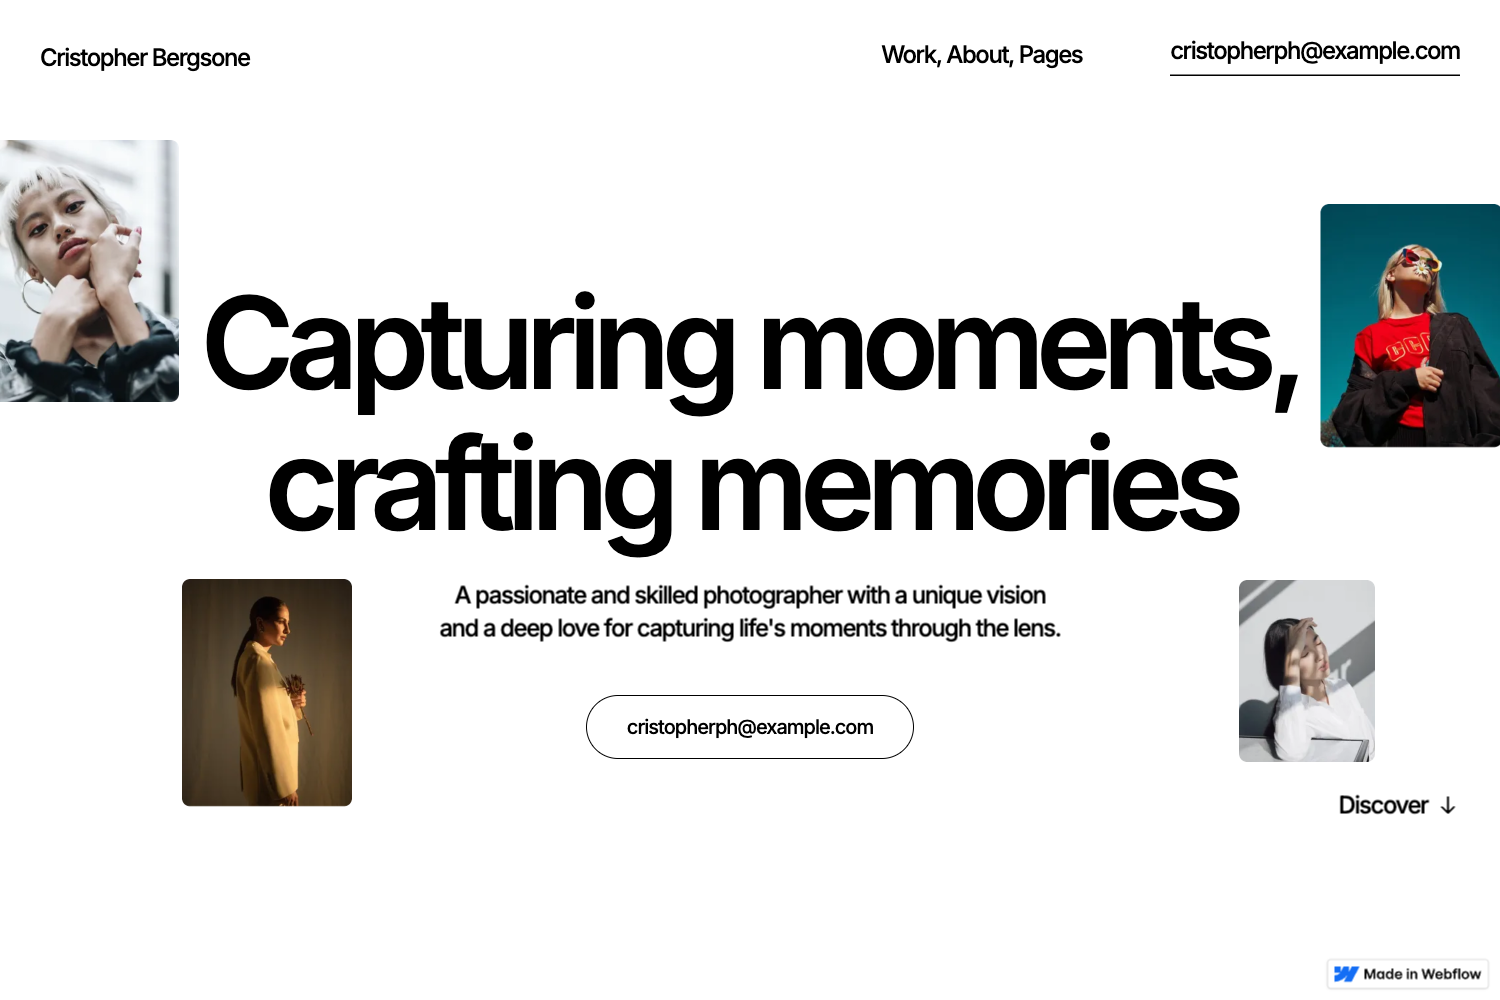 Cristopher Bergsone
Work, About, Pages
cristopherph@example.com
Capturing moments,
crafting memories
A passionate and skilled photographer with a unique vision
and a deep love for capturing life's moments through the lens.
cristopherph@example.com
Discover ↓
Made in Webflow